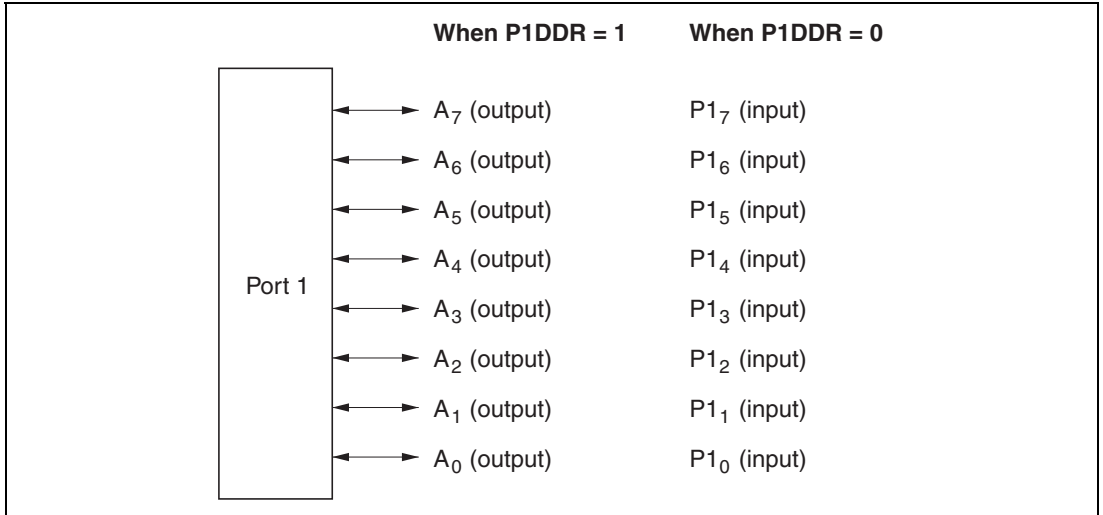 When P1DDR = 1 When P1DDR = 0
A7 (output) P17 (input)
A6 (output) P16 (input)
A5 (output) P15 (input)
A4 (output) P14 (input)
Port 1
A3 (output) P13 (input)
A2 (output) P12 (input)
A1 (output) P11 (input)
A0 (output) P10 (input)